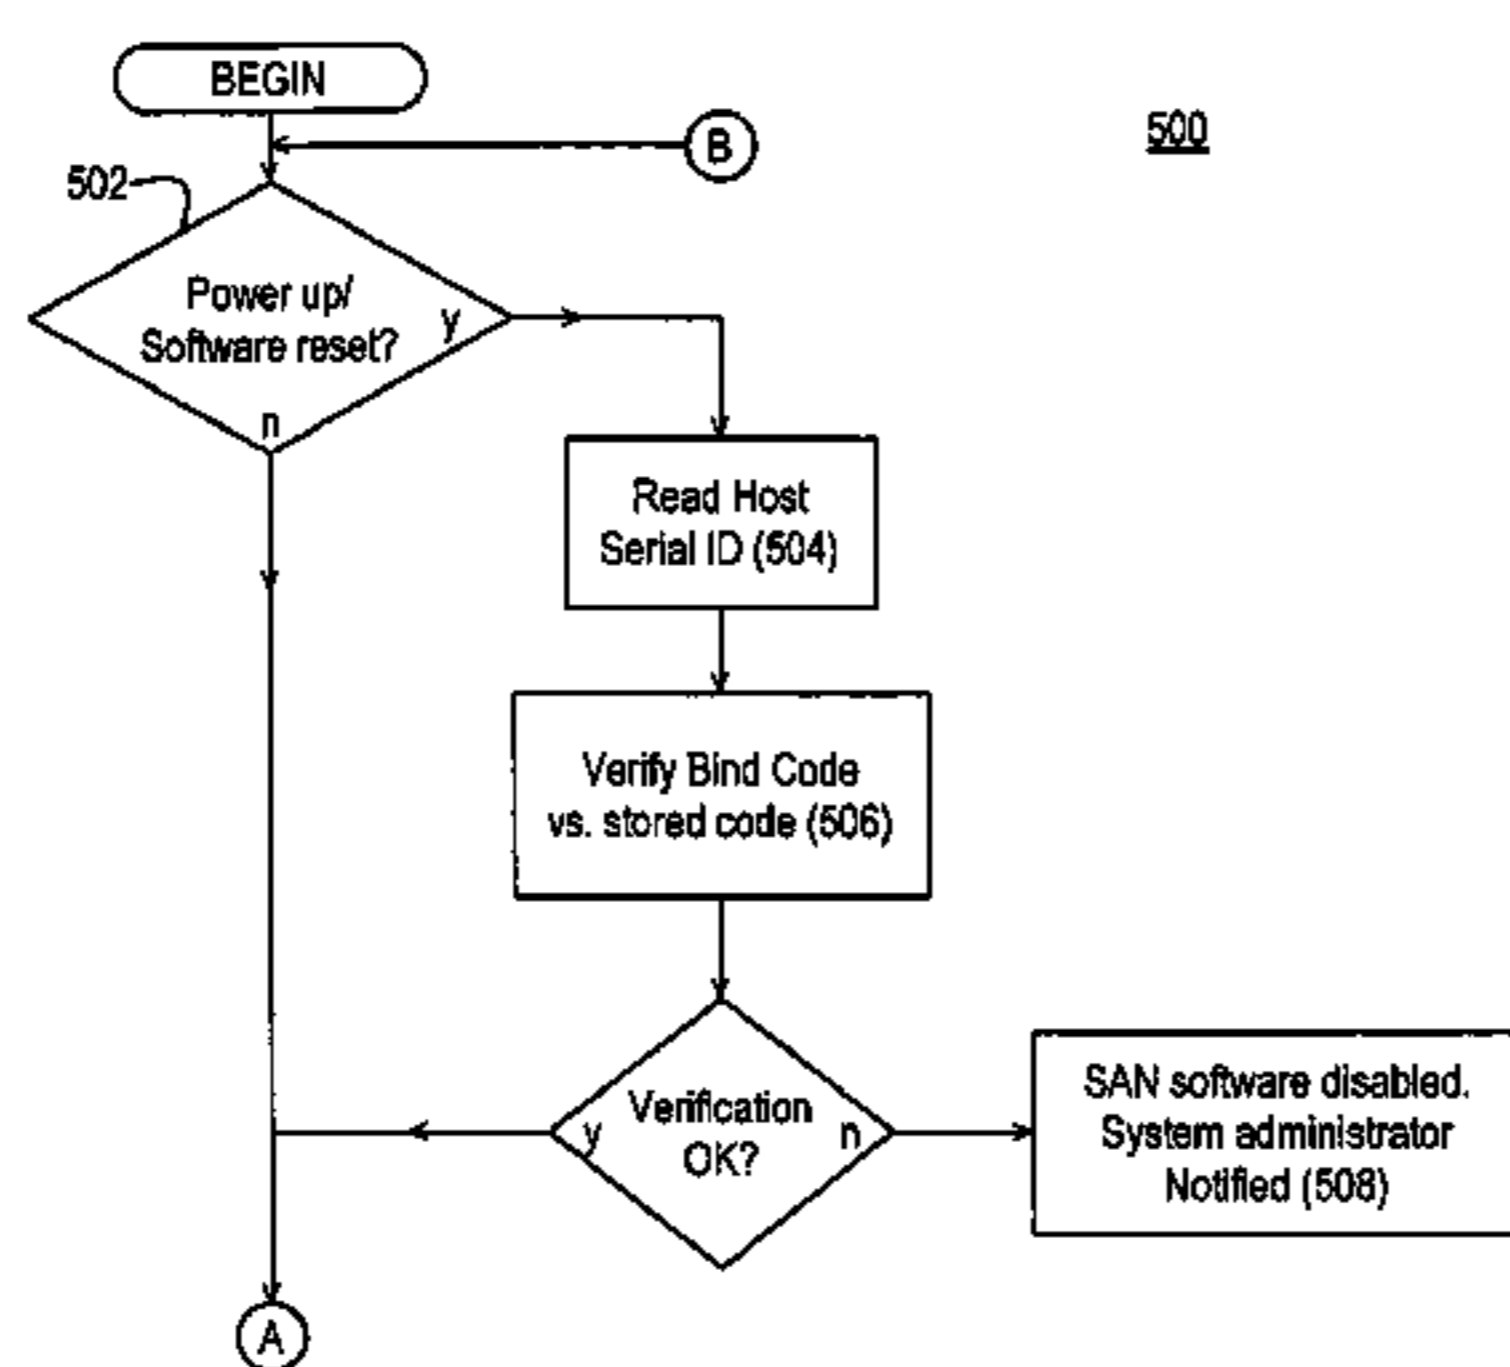 BEGIN
B
500
502
Power up/
Software reset?
y
n
Read Host
Serial ID (504)
Verify Bind Code
vs. stored code (506)
Verification
OK?
y
n
SAN software disabled.
System administrator
Notified (508)
A